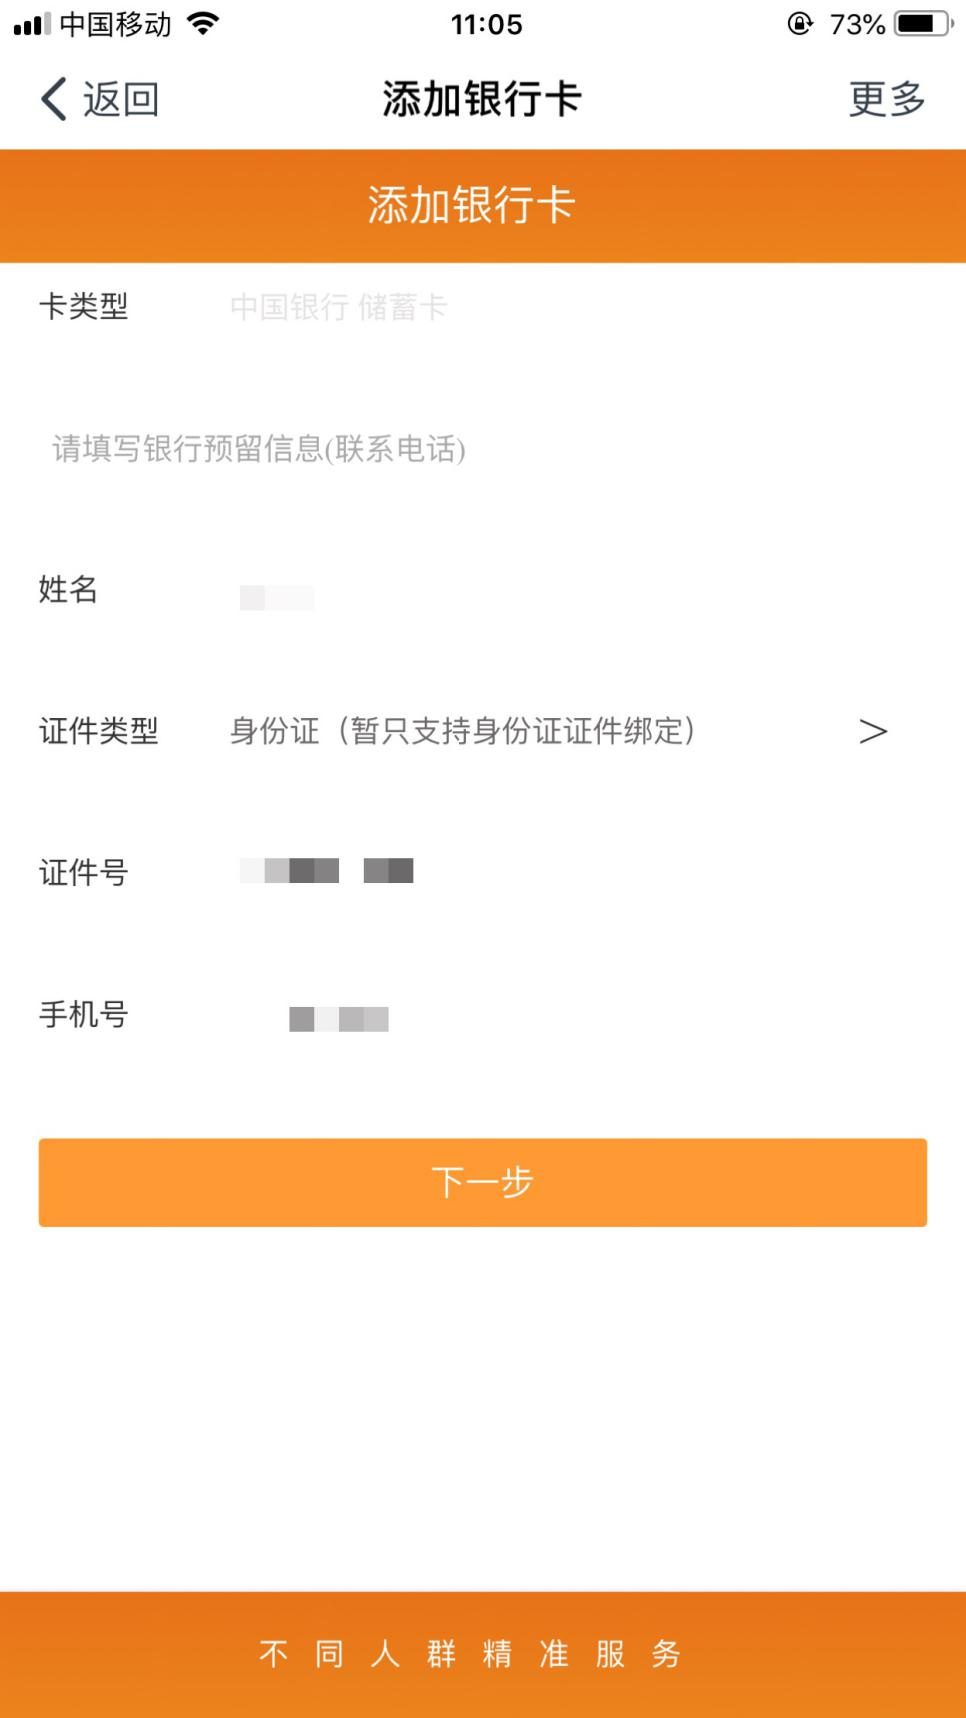 中国移动 11:05 73%
返回 添加银行卡 更多
添加银行卡
卡类型 中国银行 储蓄卡
请填写银行预留信息(联系电话)
姓名
证件类型 身份证（暂只支持身份证证件绑定） >
证件号
手机号
下一步
不同人群精准服务